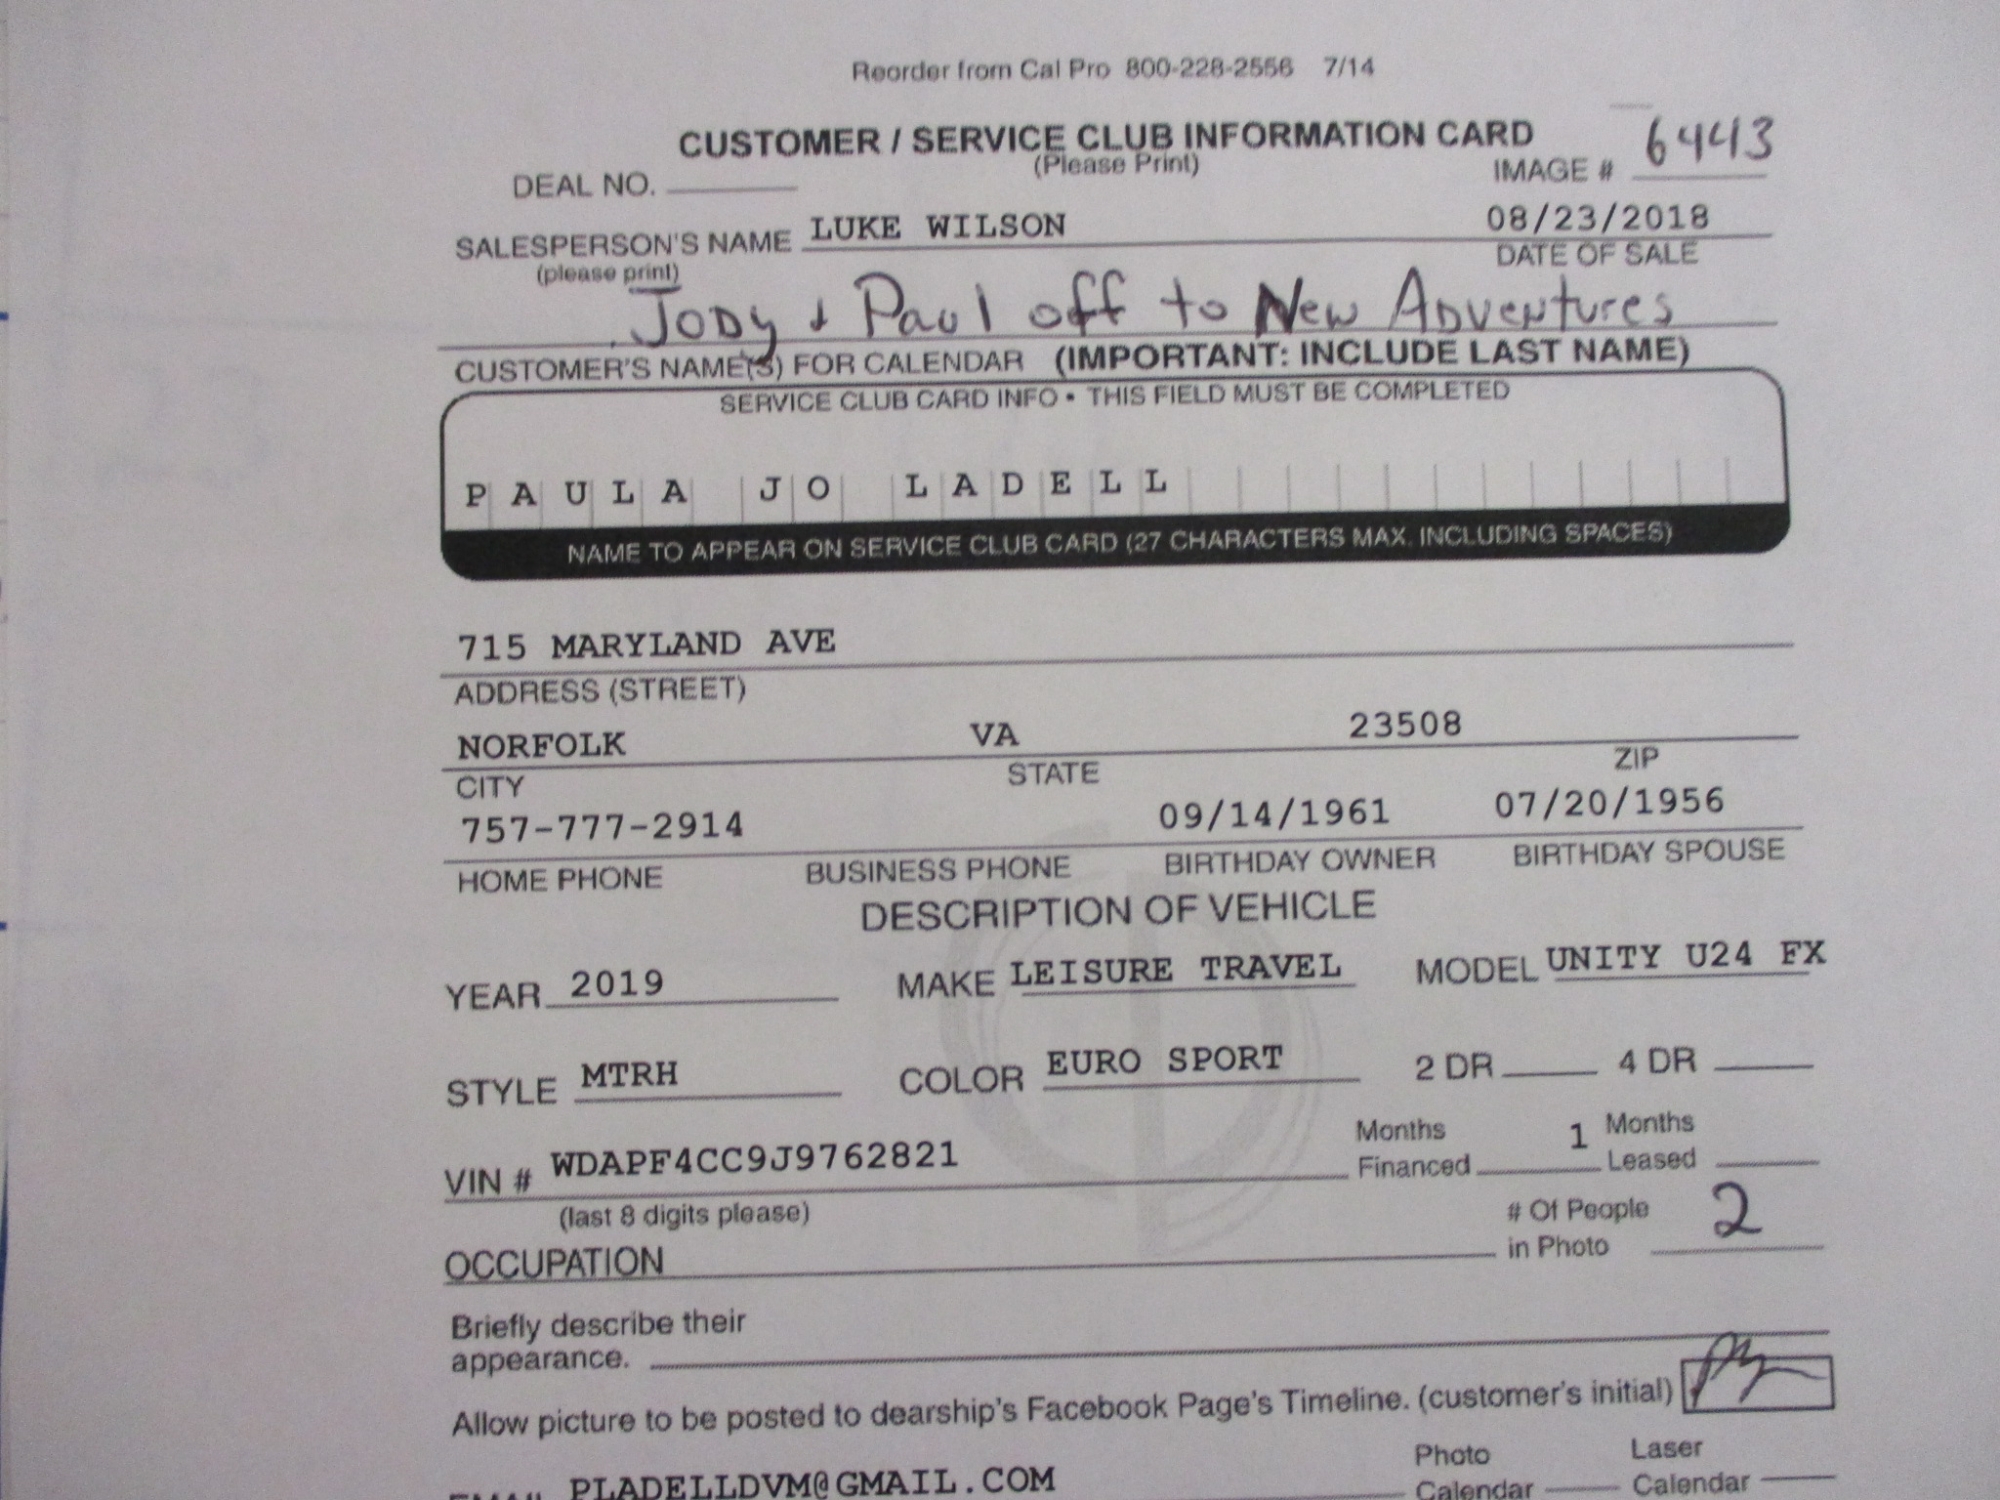 Reorder from Cal Pro 800-228-2556 7/14
CUSTOMER / SERVICE CLUB INFORMATION CARD
(Please Print)
DEAL NO.
IMAGE # 6443
SALESPERSON'S NAME LUKE WILSON
08/23/2018
(please print)
DATE OF SALE
Jody & Paul off to New Adventures
CUSTOMER'S NAME(S) FOR CALENDAR (IMPORTANT: INCLUDE LAST NAME)
SERVICE CLUB CARD INFO • THIS FIELD MUST BE COMPLETED
PAULA JO LADELL
NAME TO APPEAR ON SERVICE CLUB CARD (27 CHARACTERS MAX. INCLUDING SPACES)
715 MARYLAND AVE
ADDRESS (STREET)
NORFOLK VA 23508
CITY STATE ZIP
757-777-2914 09/14/1961 07/20/1956
HOME PHONE BUSINESS PHONE BIRTHDAY OWNER BIRTHDAY SPOUSE
DESCRIPTION OF VEHICLE
YEAR 2019 MAKE LEISURE TRAVEL MODEL UNITY U24 FX
STYLE MTRH COLOR EURO SPORT 2 DR 4 DR
VIN # WDAPF4CC9J9762821
Months Financed 1 Months Leased
(last 8 digits please)
# Of People in Photo 2
OCCUPATION
Briefly describe their
appearance.
Allow picture to be posted to dearship's Facebook Page's Timeline. (customer's initial)
EMAIL PLADELLDVM@GMAIL.COM
Photo Calendar
Laser Calendar